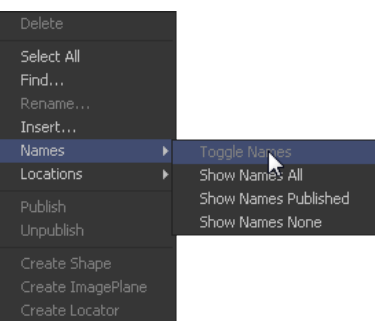 Delete
Select All
Find...
Rename...
Insert...
Names
Locations
Publish
Unpublish
Create Shape
Create ImagePlane
Create Locator
Toggle Names
Show Names All
Show Names Published
Show Names None